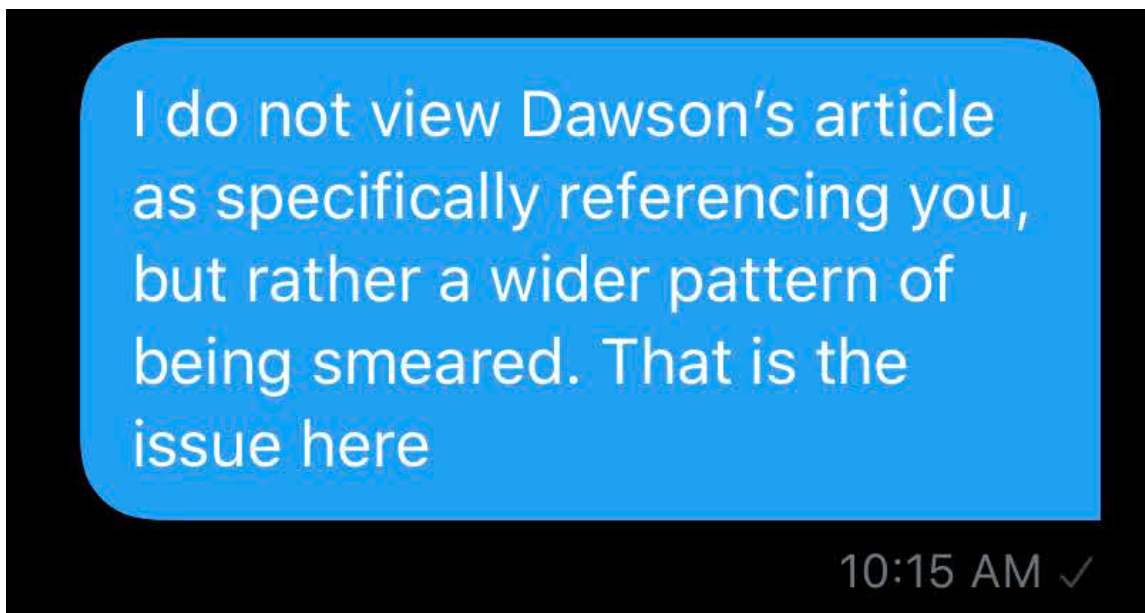 I do not view Dawson’s article
as specifically referencing you,
but rather a wider pattern of
being smeared. That is the
issue here
10:15 AM ✓